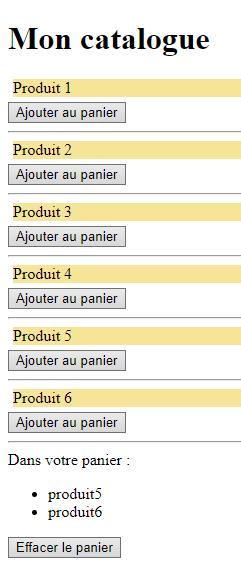 Mon catalogue
Produit 1
Ajouter au panier
Produit 2
Ajouter au panier
Produit 3
Ajouter au panier
Produit 4
Ajouter au panier
Produit 5
Ajouter au panier
Produit 6
Ajouter au panier
Dans votre panier :
produit5
produit6
Effacer le panier